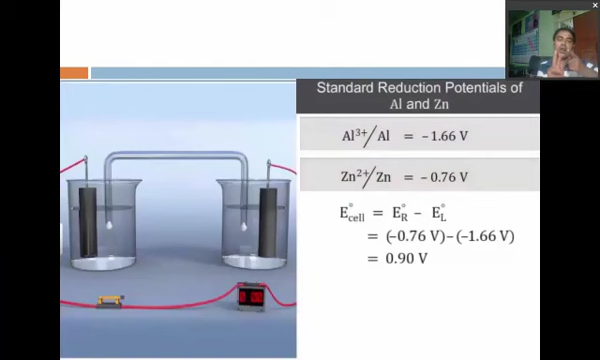 Standard Reduction Potentials of
Al and Zn
Al³⁺/Al = −1.66 V
Zn²⁺/Zn = −0.76 V
E°cell = E°R − E°L
= (−0.76 V)−(−1.66 V)
= 0.90 V